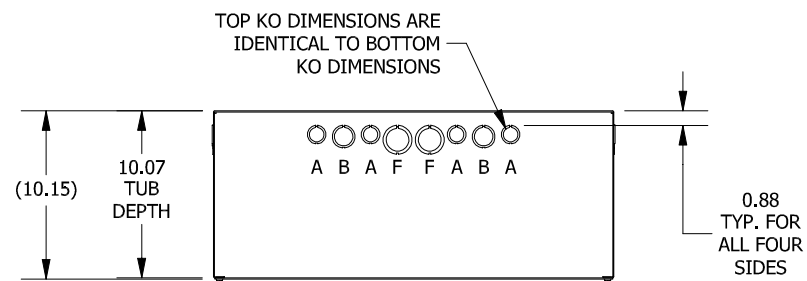 TOP KO DIMENSIONS ARE
IDENTICAL TO BOTTOM
KO DIMENSIONS
A B A F F A B A
(10.15)
10.07
TUB
DEPTH
0.88
TYP. FOR
ALL FOUR
SIDES